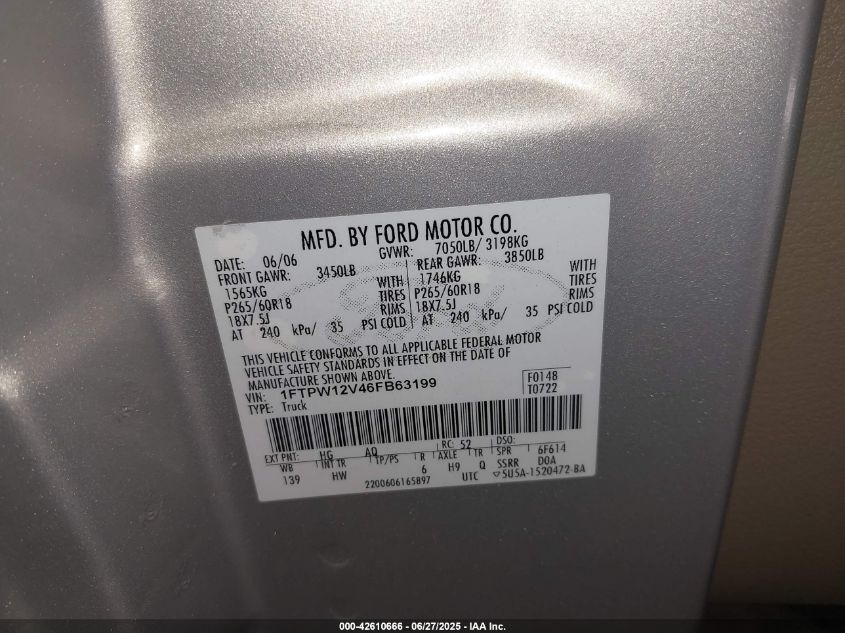 MFD. BY FORD MOTOR CO.
DATE: 06/06 GVWR: 7050LB/ 3198KG
FRONT GAWR: 3450LB REAR GAWR: 3850LB
1565KG WITH 1746KG WITH
P265/60R18 TIRES P265/60R18 TIRES
18X7.5J RIMS 18X7.5J RIMS
AT 240 kPa/ 35 PSI COLD AT 240 kPa/ 35 PSI COLD
THIS VEHICLE CONFORMS TO ALL APPLICABLE FEDERAL MOTOR
VEHICLE SAFETY STANDARDS IN EFFECT ON THE DATE OF
MANUFACTURE SHOWN ABOVE.
VIN: 1FTPW12V46FB63199 F0148
TYPE: Truck T0722
EXT PNT: HG AQ RC: 52 DSO:
WB INT TR TP/PS R AXLE TR SPR 6F614
139 HW 6 H9 Q SSRR DOA
2200606165897 UTC ▽5U5A-1520472-BA
000-42610666 - 06/27/2025 - IAA Inc.